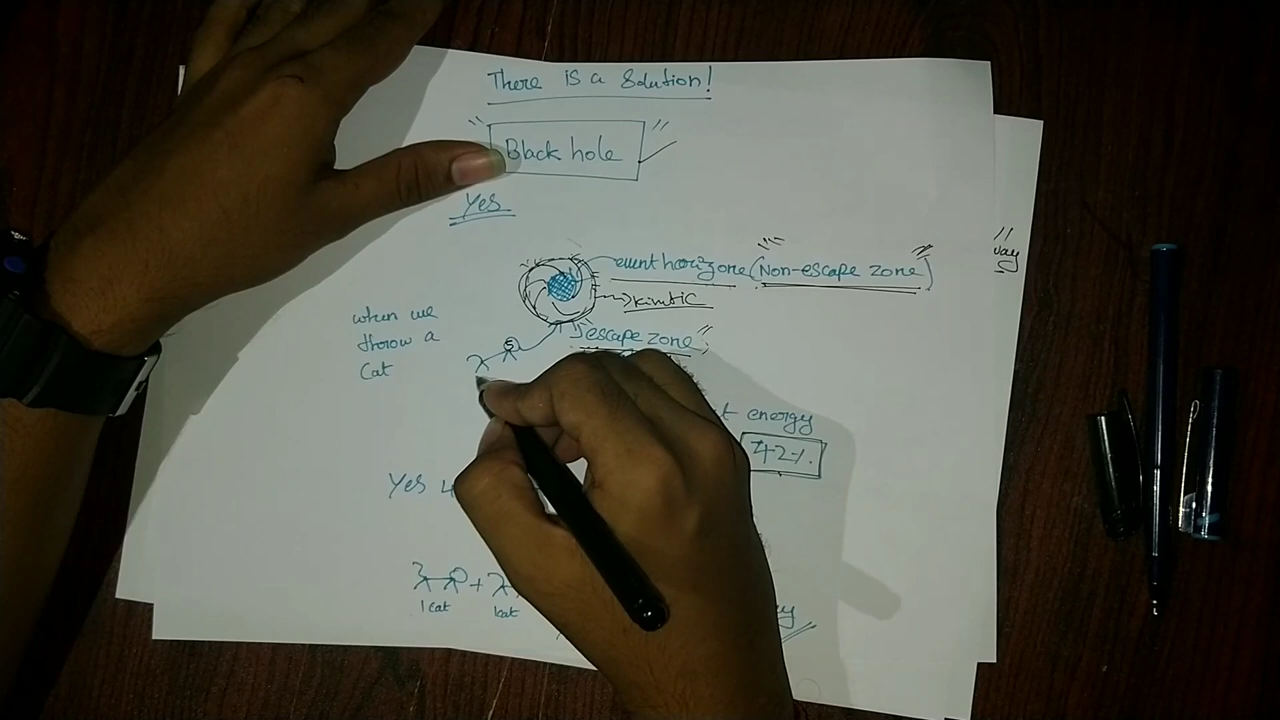 There is a Solution!
Black hole
Yes
event horizone (Non-escape zone)
kinetic
escape zone
when we
throw a
Cat
energy
42%.
Yes
+
1 cat
1cat
way